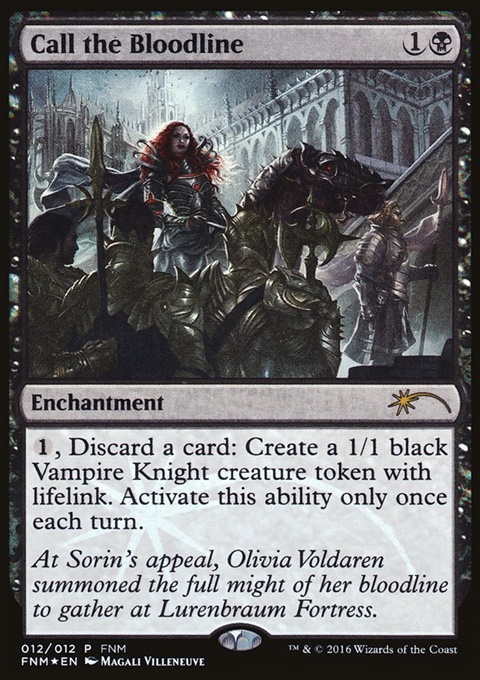 Call the Bloodline 1
Enchantment
1, Discard a card: Create a 1/1 black
Vampire Knight creature token with
lifelink. Activate this ability only once
each turn.
At Sorin's appeal, Olivia Voldaren
summoned the full might of her bloodline
to gather at Lurenbraum Fortress.
012/012 P FNM
FNM★EN Magali Villeneuve
™ & © 2016 Wizards of the Coast